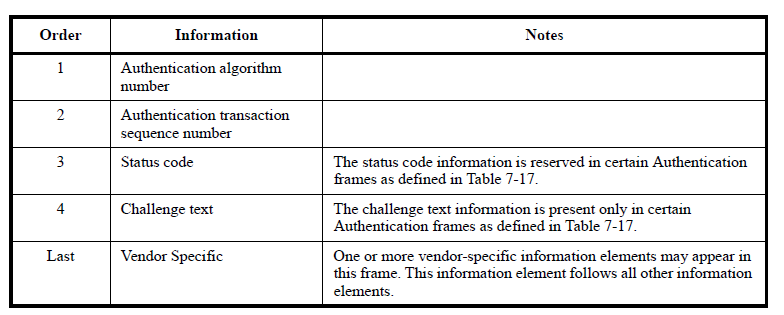 Order Information Notes
1 Authentication algorithm
number
2 Authentication transaction
sequence number
3 Status code The status code information is reserved in certain Authentication
frames as defined in Table 7-17.
4 Challenge text The challenge text information is present only in certain
Authentication frames as defined in Table 7-17.
Last Vendor Specific One or more vendor-specific information elements may appear in
this frame. This information element follows all other information
elements.